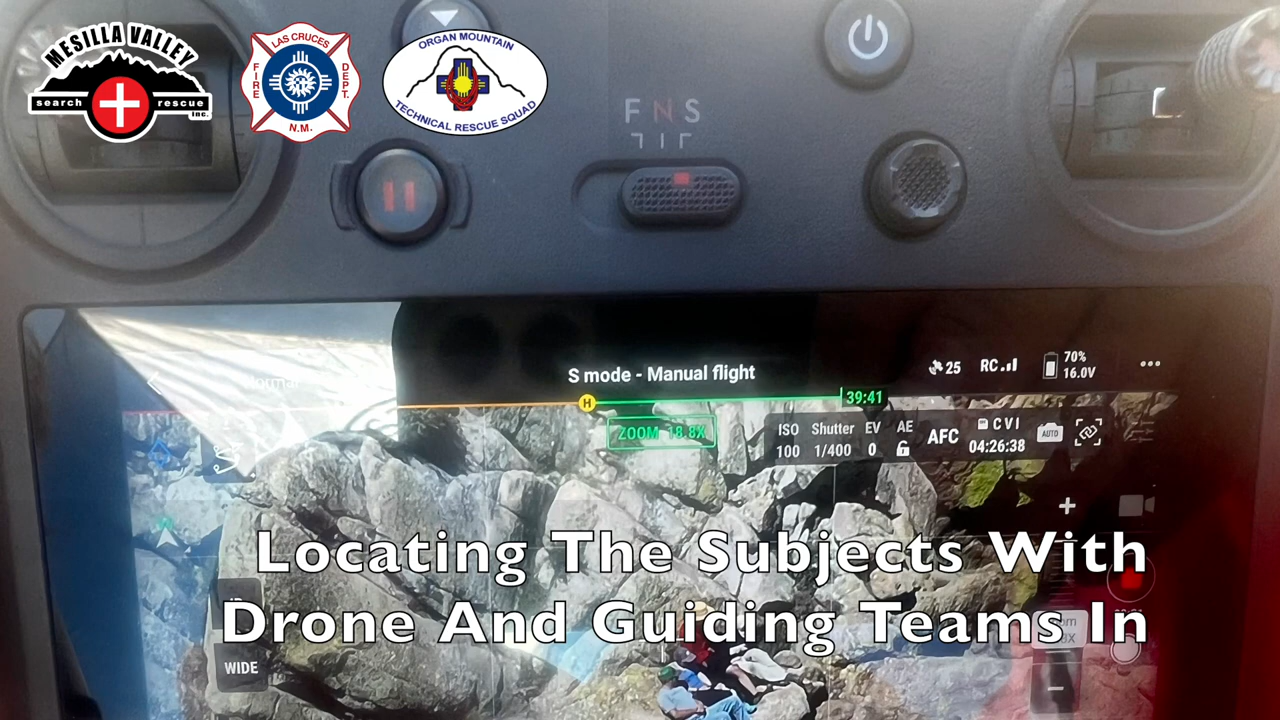 MESILLA VALLEY
search rescue
inc.
LAS CRUCES
FIRE
DEPT.
N.M.
ORGAN MOUNTAIN
TECHNICAL RESCUE SQUAD
F N S
Normal
S mode - Manual flight
25
RC
70%
16.0V
H
39:41
ZOOM 18.8X
ISO
100
Shutter
1/400
EV
0
AE
AFC
CVI
04:26:38
AUTO
+
Locating The Subjects With
Drone And Guiding Teams In
WIDE
−